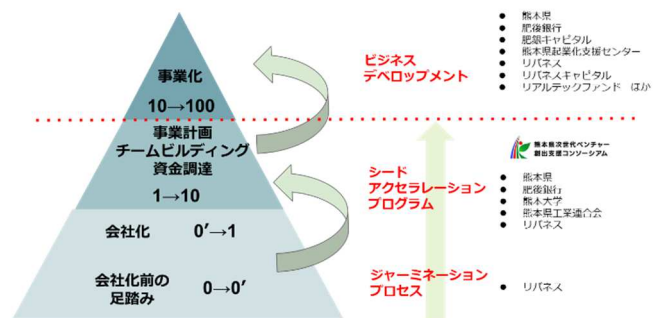 事業化
10→100
事業計画
チームビルディング
資金調達
1→10
会社化 0′→1
会社化前の
足踏み 0→0′
ビジネス
デベロップメント
シード
アクセラレーション
プログラム
ジャーミネーション
プロセス
● 熊本県
● 肥後銀行
● 肥銀キャピタル
● 熊本県起業化支援センター
● リバネス
● リバネスキャピタル
● リアルテックファンド ほか
熊本県次世代ベンチャー
創出支援コンソーシアム
● 熊本県
● 肥後銀行
● 熊本大学
● 熊本県工業連合会
● リバネス
● リバネス